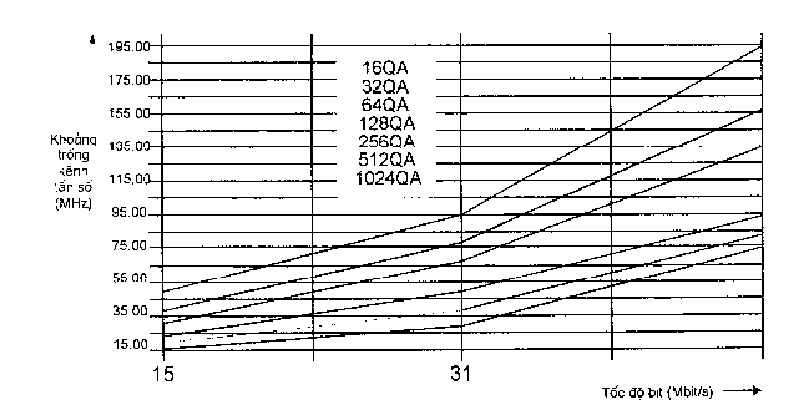 195.00
175.00
155.00
135.00
115,00
95.00
75.00
55.00
35.00
15.00
Khoảng
trống
kênh
tần số
(MHz)
16QA
32QA
64QA
128QA
256QA
512QA
1024QA
15
31
Tốc độ bit (Mbit/s)